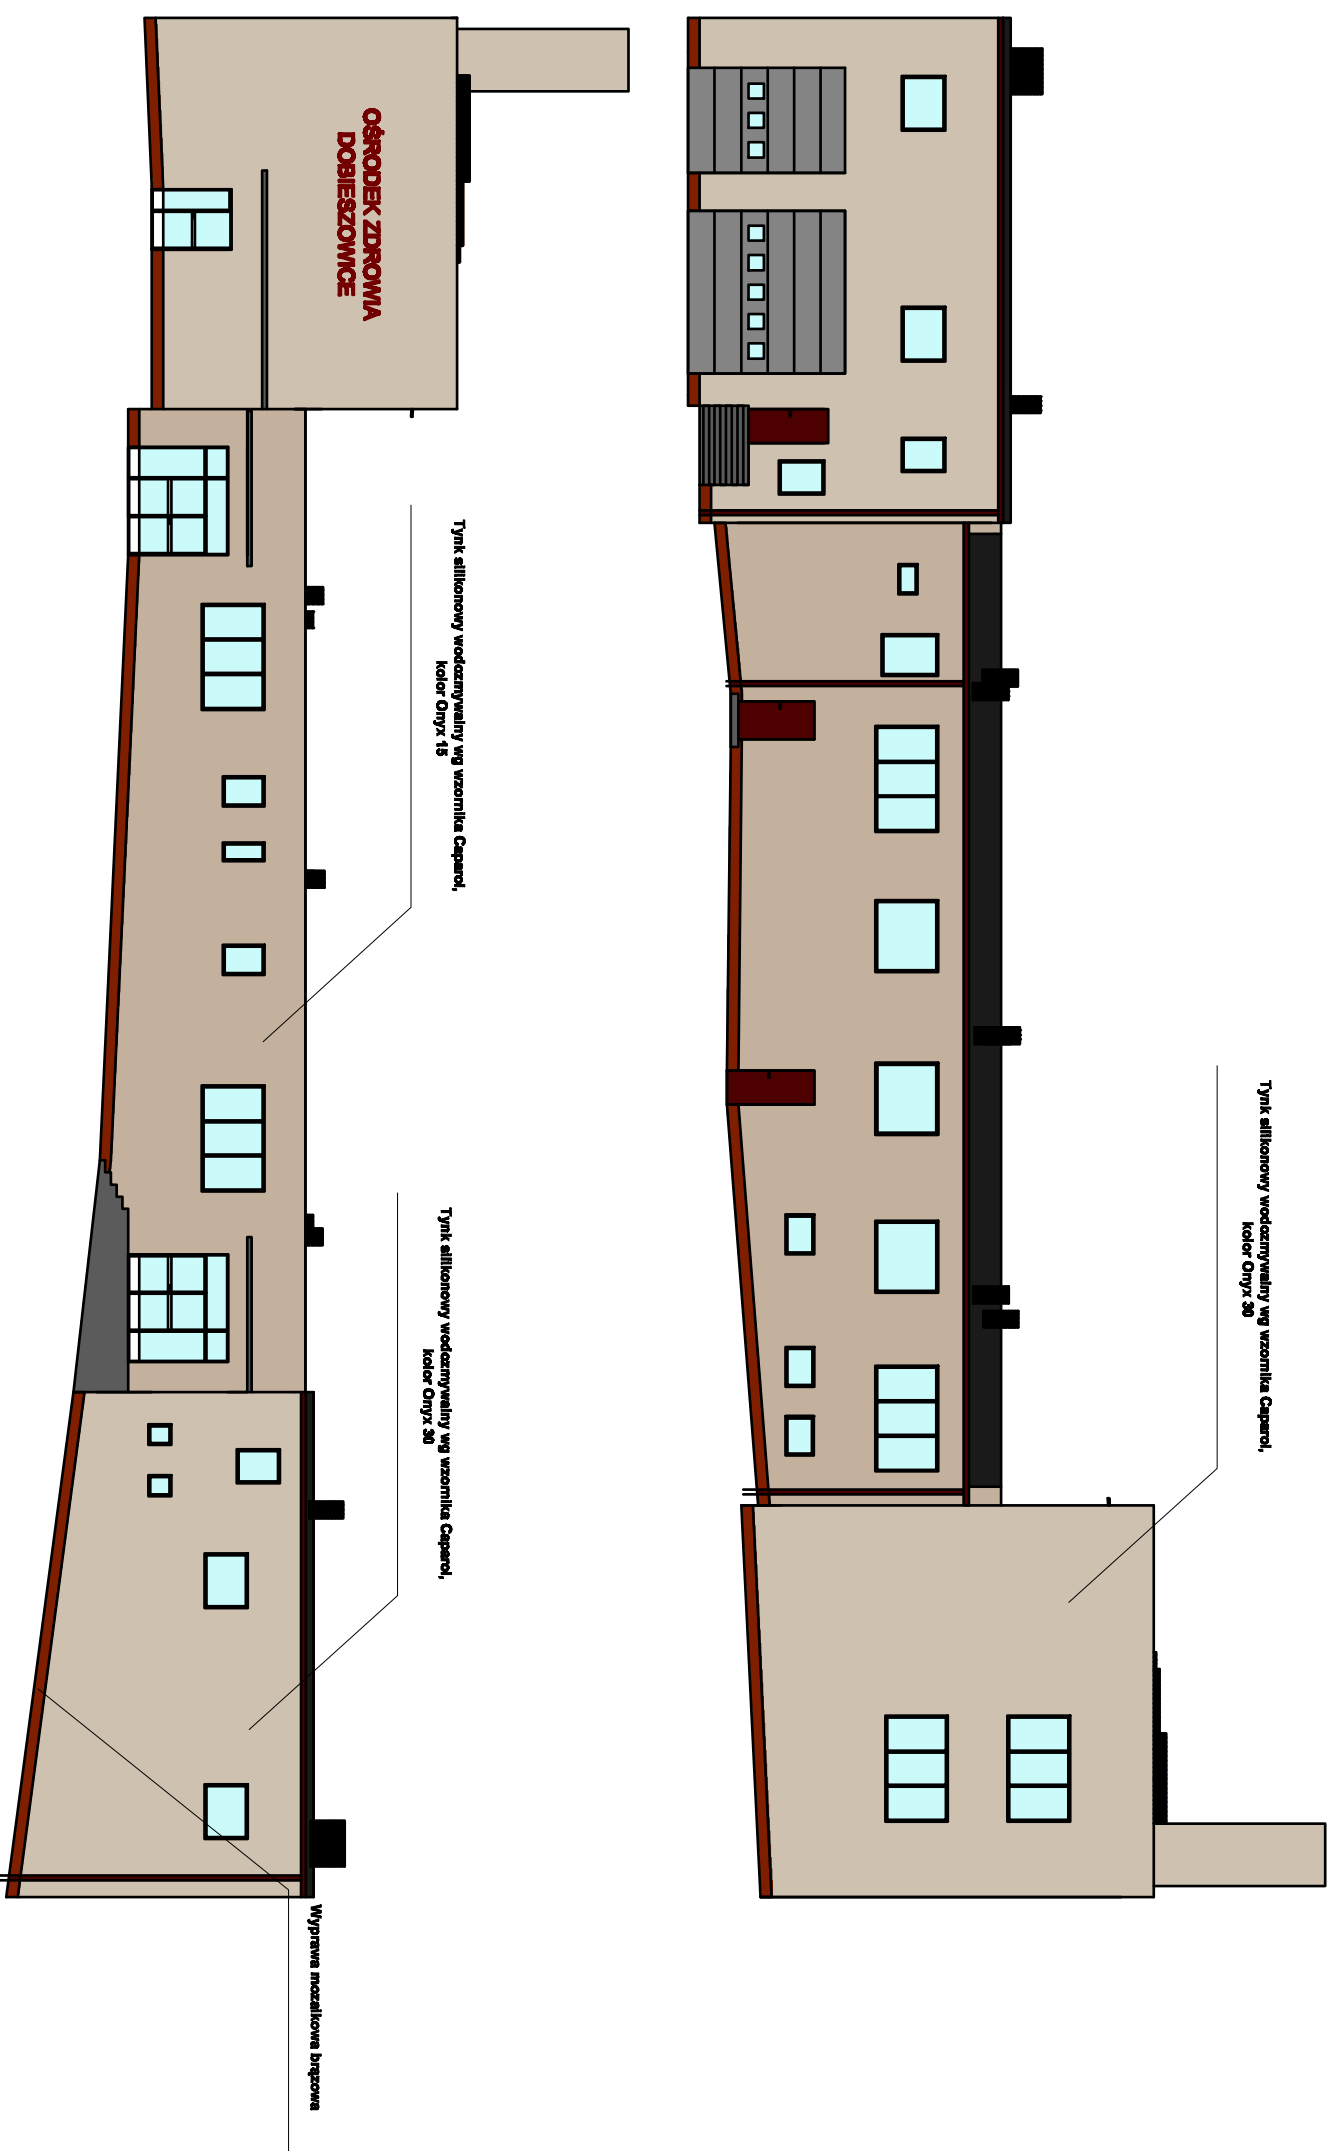 OŚRODEK ZDROWIA
DOBIESZOWICE
Tynk silikonowy wodozmywalny wg wzornika Caparol,
kolor Onyx 15
Tynk silikonowy wodozmywalny wg wzornika Caparol,
kolor Onyx 30
Wyprawa mozaikowa brązowa
Tynk silikonowy wodozmywalny wg wzornika Caparol,
kolor Onyx 30